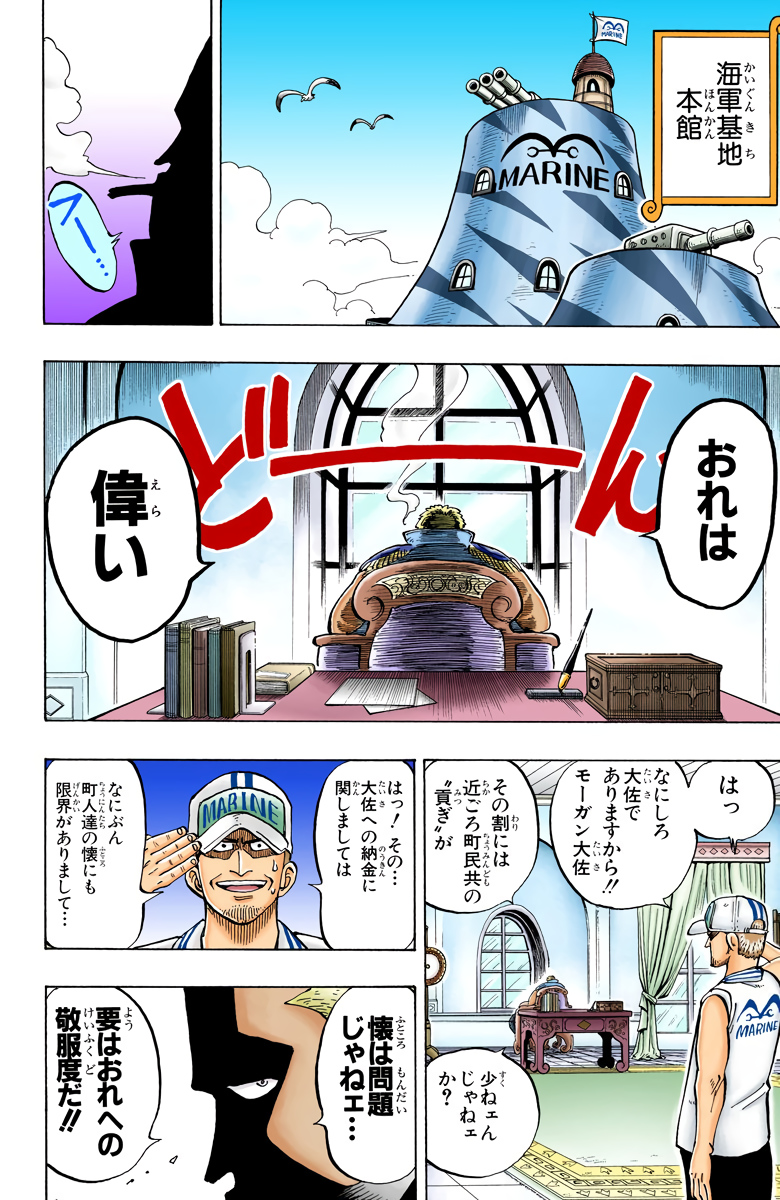 MARINE
海軍基地
本館
MARINE
フー…
おれは
偉い
どーん
はっ
なにしろ
大佐で
ありますから!!
モーガン大佐
その割には
近ごろ町民共の
〝貢ぎ〟が
少ねェん
じゃねェ
か?
MARINE
はっ!その…
大佐への納金に
関しましては
なにぶん
町人達の懐にも
限界がありまして…
MARINE
懐は問題
じゃねェ…
要はおれへの
敬服度だ!!